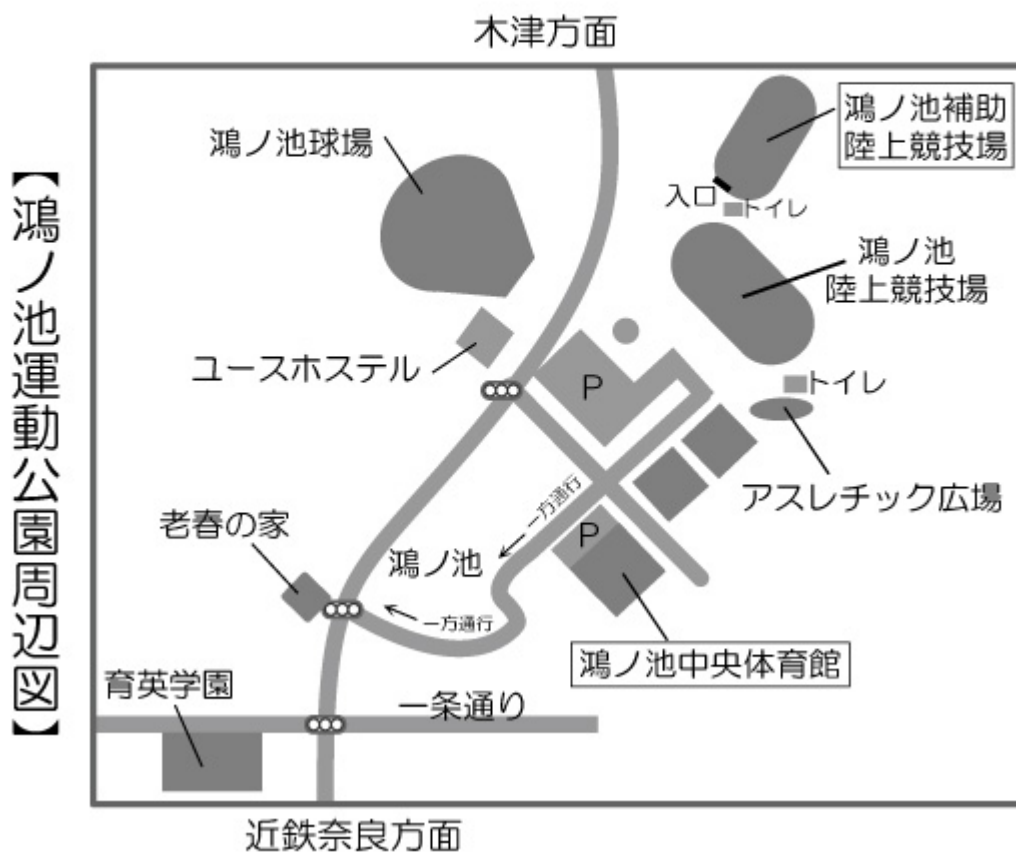 木津方面
【鴻ノ池運動公園周辺図】
鴻ノ池球場
鴻ノ池補助
陸上競技場
入口
トイレ
鴻ノ池
陸上競技場
ユースホステル
P
トイレ
アスレチック広場
一方通行
P
老春の家
鴻ノ池
一方通行
鴻ノ池中央体育館
育英学園
一条通り
近鉄奈良方面